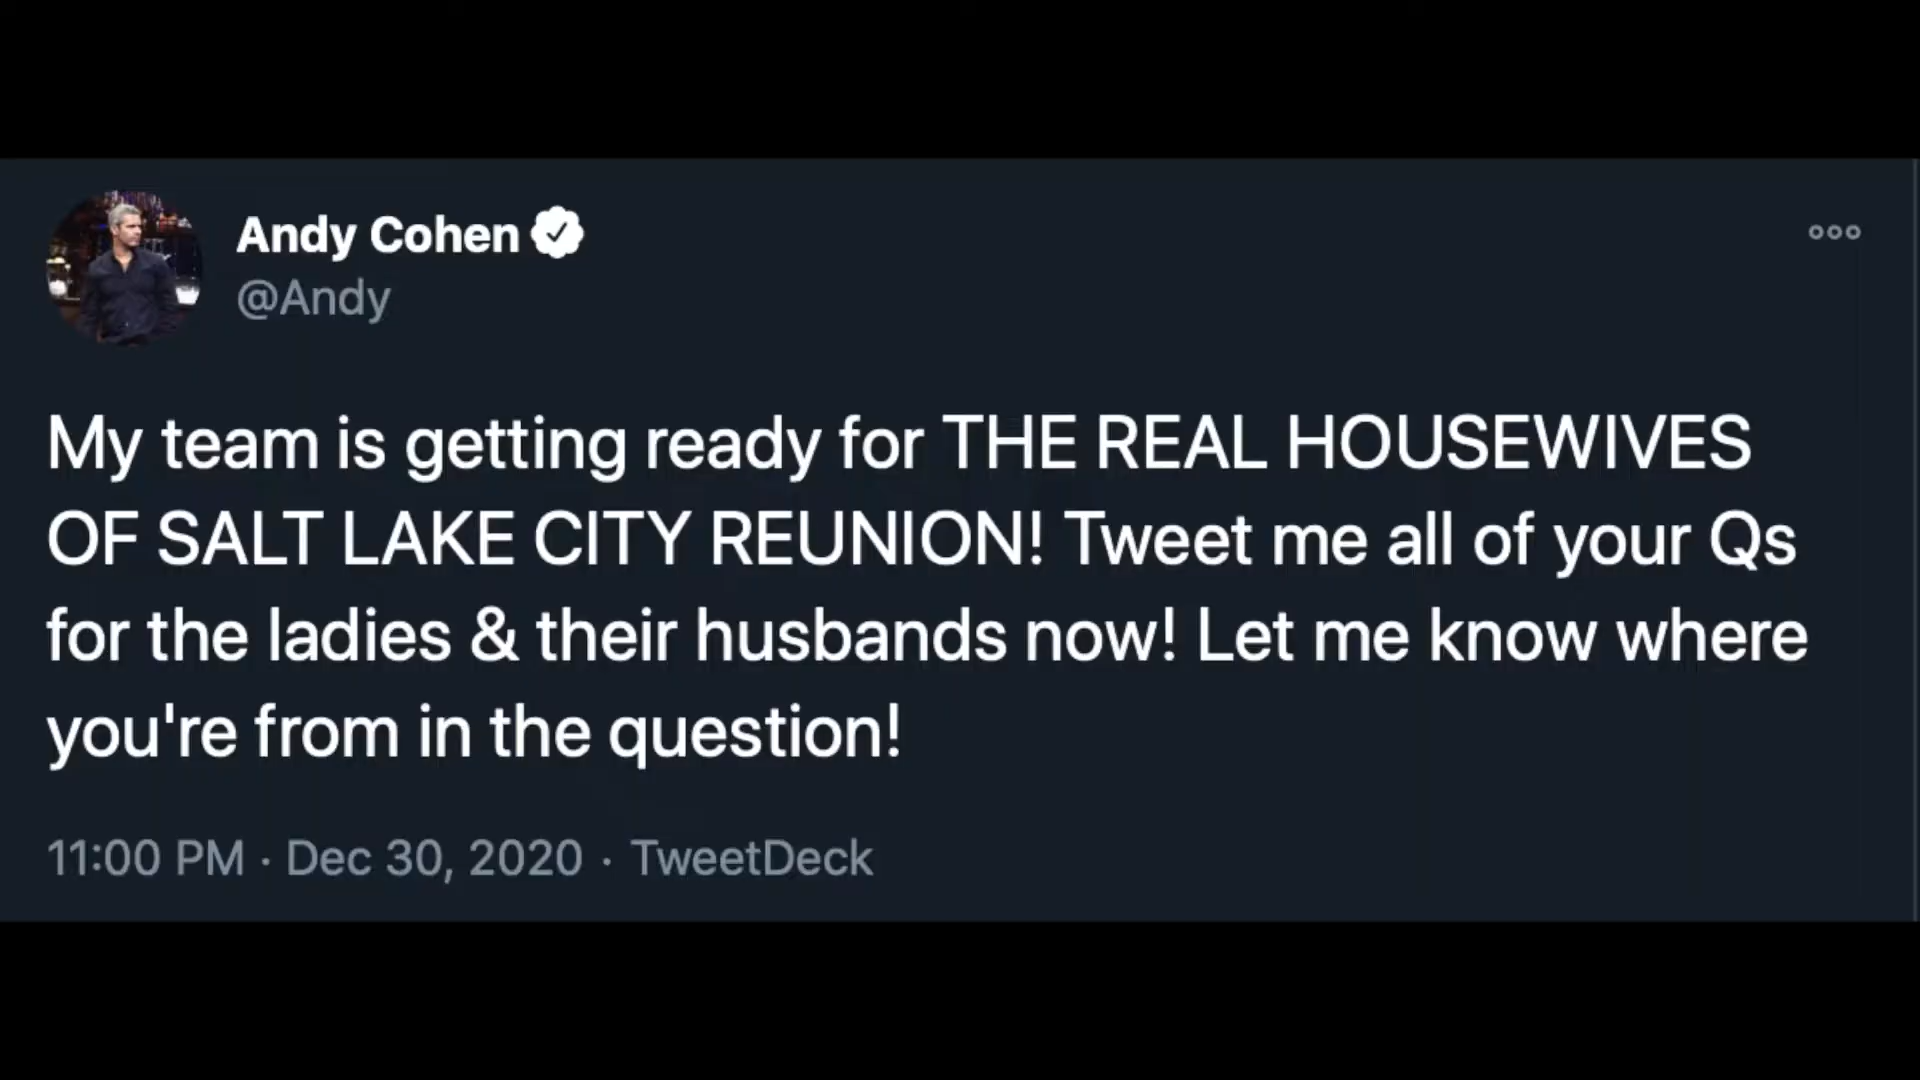 Andy Cohen
@Andy
My team is getting ready for THE REAL HOUSEWIVES
OF SALT LAKE CITY REUNION! Tweet me all of your Qs
for the ladies & their husbands now! Let me know where
you're from in the question!
11:00 PM · Dec 30, 2020 · TweetDeck